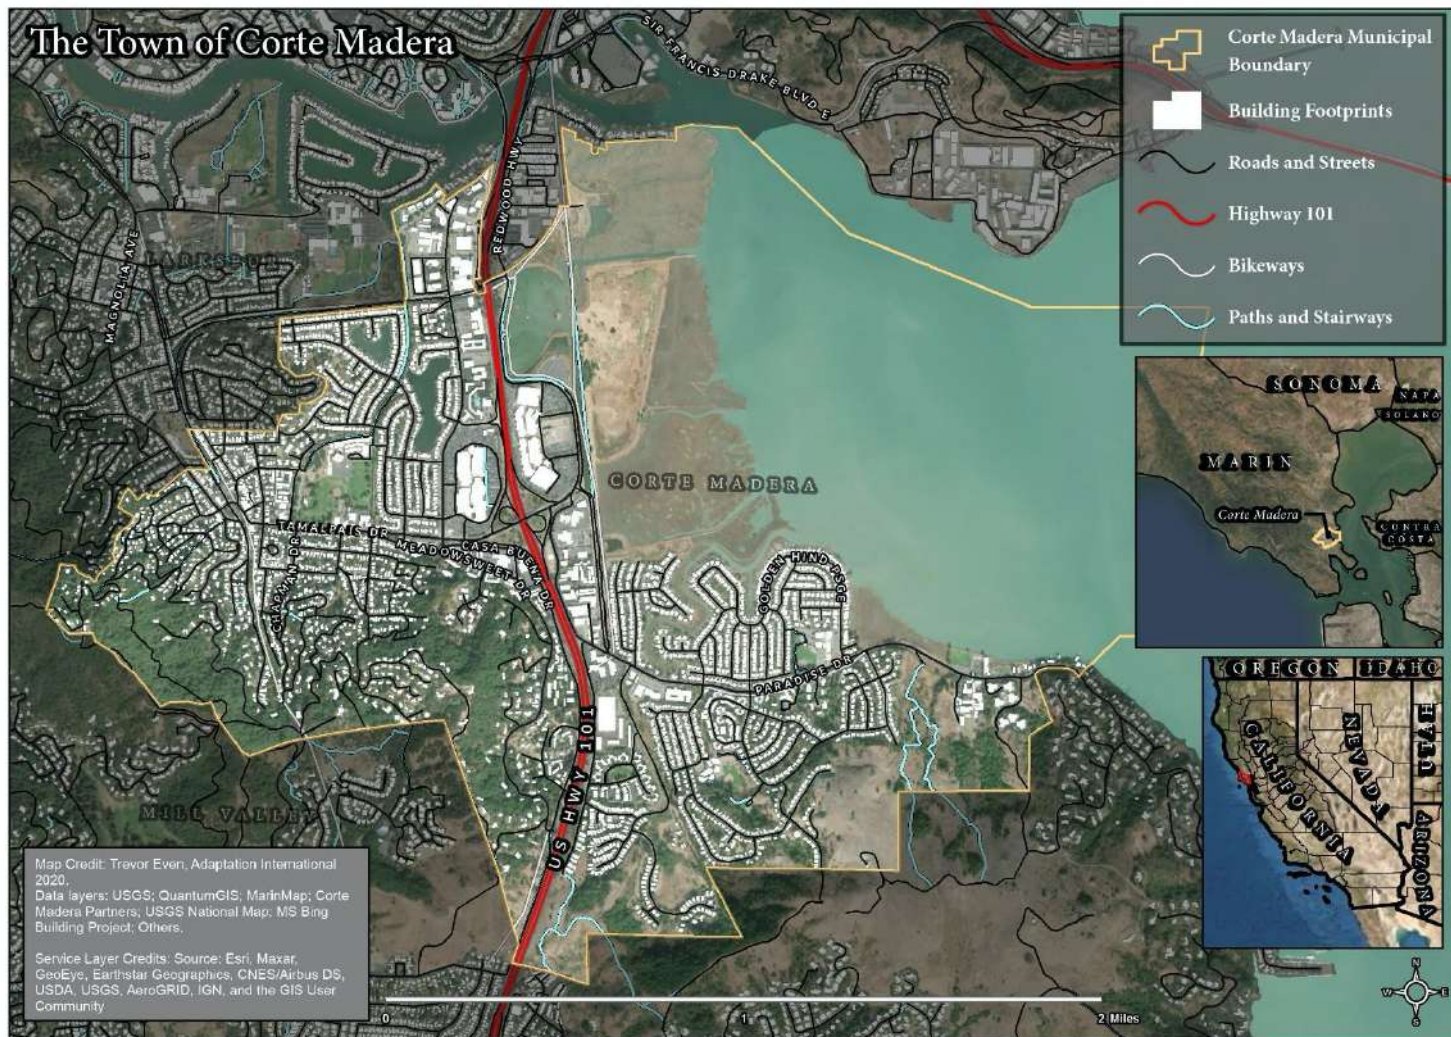 The Town of Corte Madera
Corte Madera Municipal
Boundary
Building Footprints
Roads and Streets
Highway 101
Bikeways
Paths and Stairways
SIR FRANCIS DRAKE BLVD E
REDWOOD HWY
MAGNOLIA AVE
LARKSPUR
CORTE MADERA
TAMALPAIS DR
MEADOWSWEET DR
CASA BUENA DR
CHAPMAN DR
GOLDEN HIND PSGE
PARADISE DR
US HWY 101
MILL VALLEY
SONOMA
NAPA
SOLANO
MARIN
Corte Madera
CONTRA
COSTA
OREGON
IDAHO
CALIFORNIA
NEVADA
UTAH
ARIZONA
Map Credit: Trevor Even, Adaptation International
2020.
Data layers: USGS; QuantumGIS; MarinMap; Corte
Madera Partners; USGS National Map; MS Bing
Building Project; Others.
Service Layer Credits: Source: Esri, Maxar,
GeoEye, Earthstar Geographics, CNES/Airbus DS,
USDA, USGS, AeroGRID, IGN, and the GIS User
Community
0
1
2 Miles
N
W
E
S